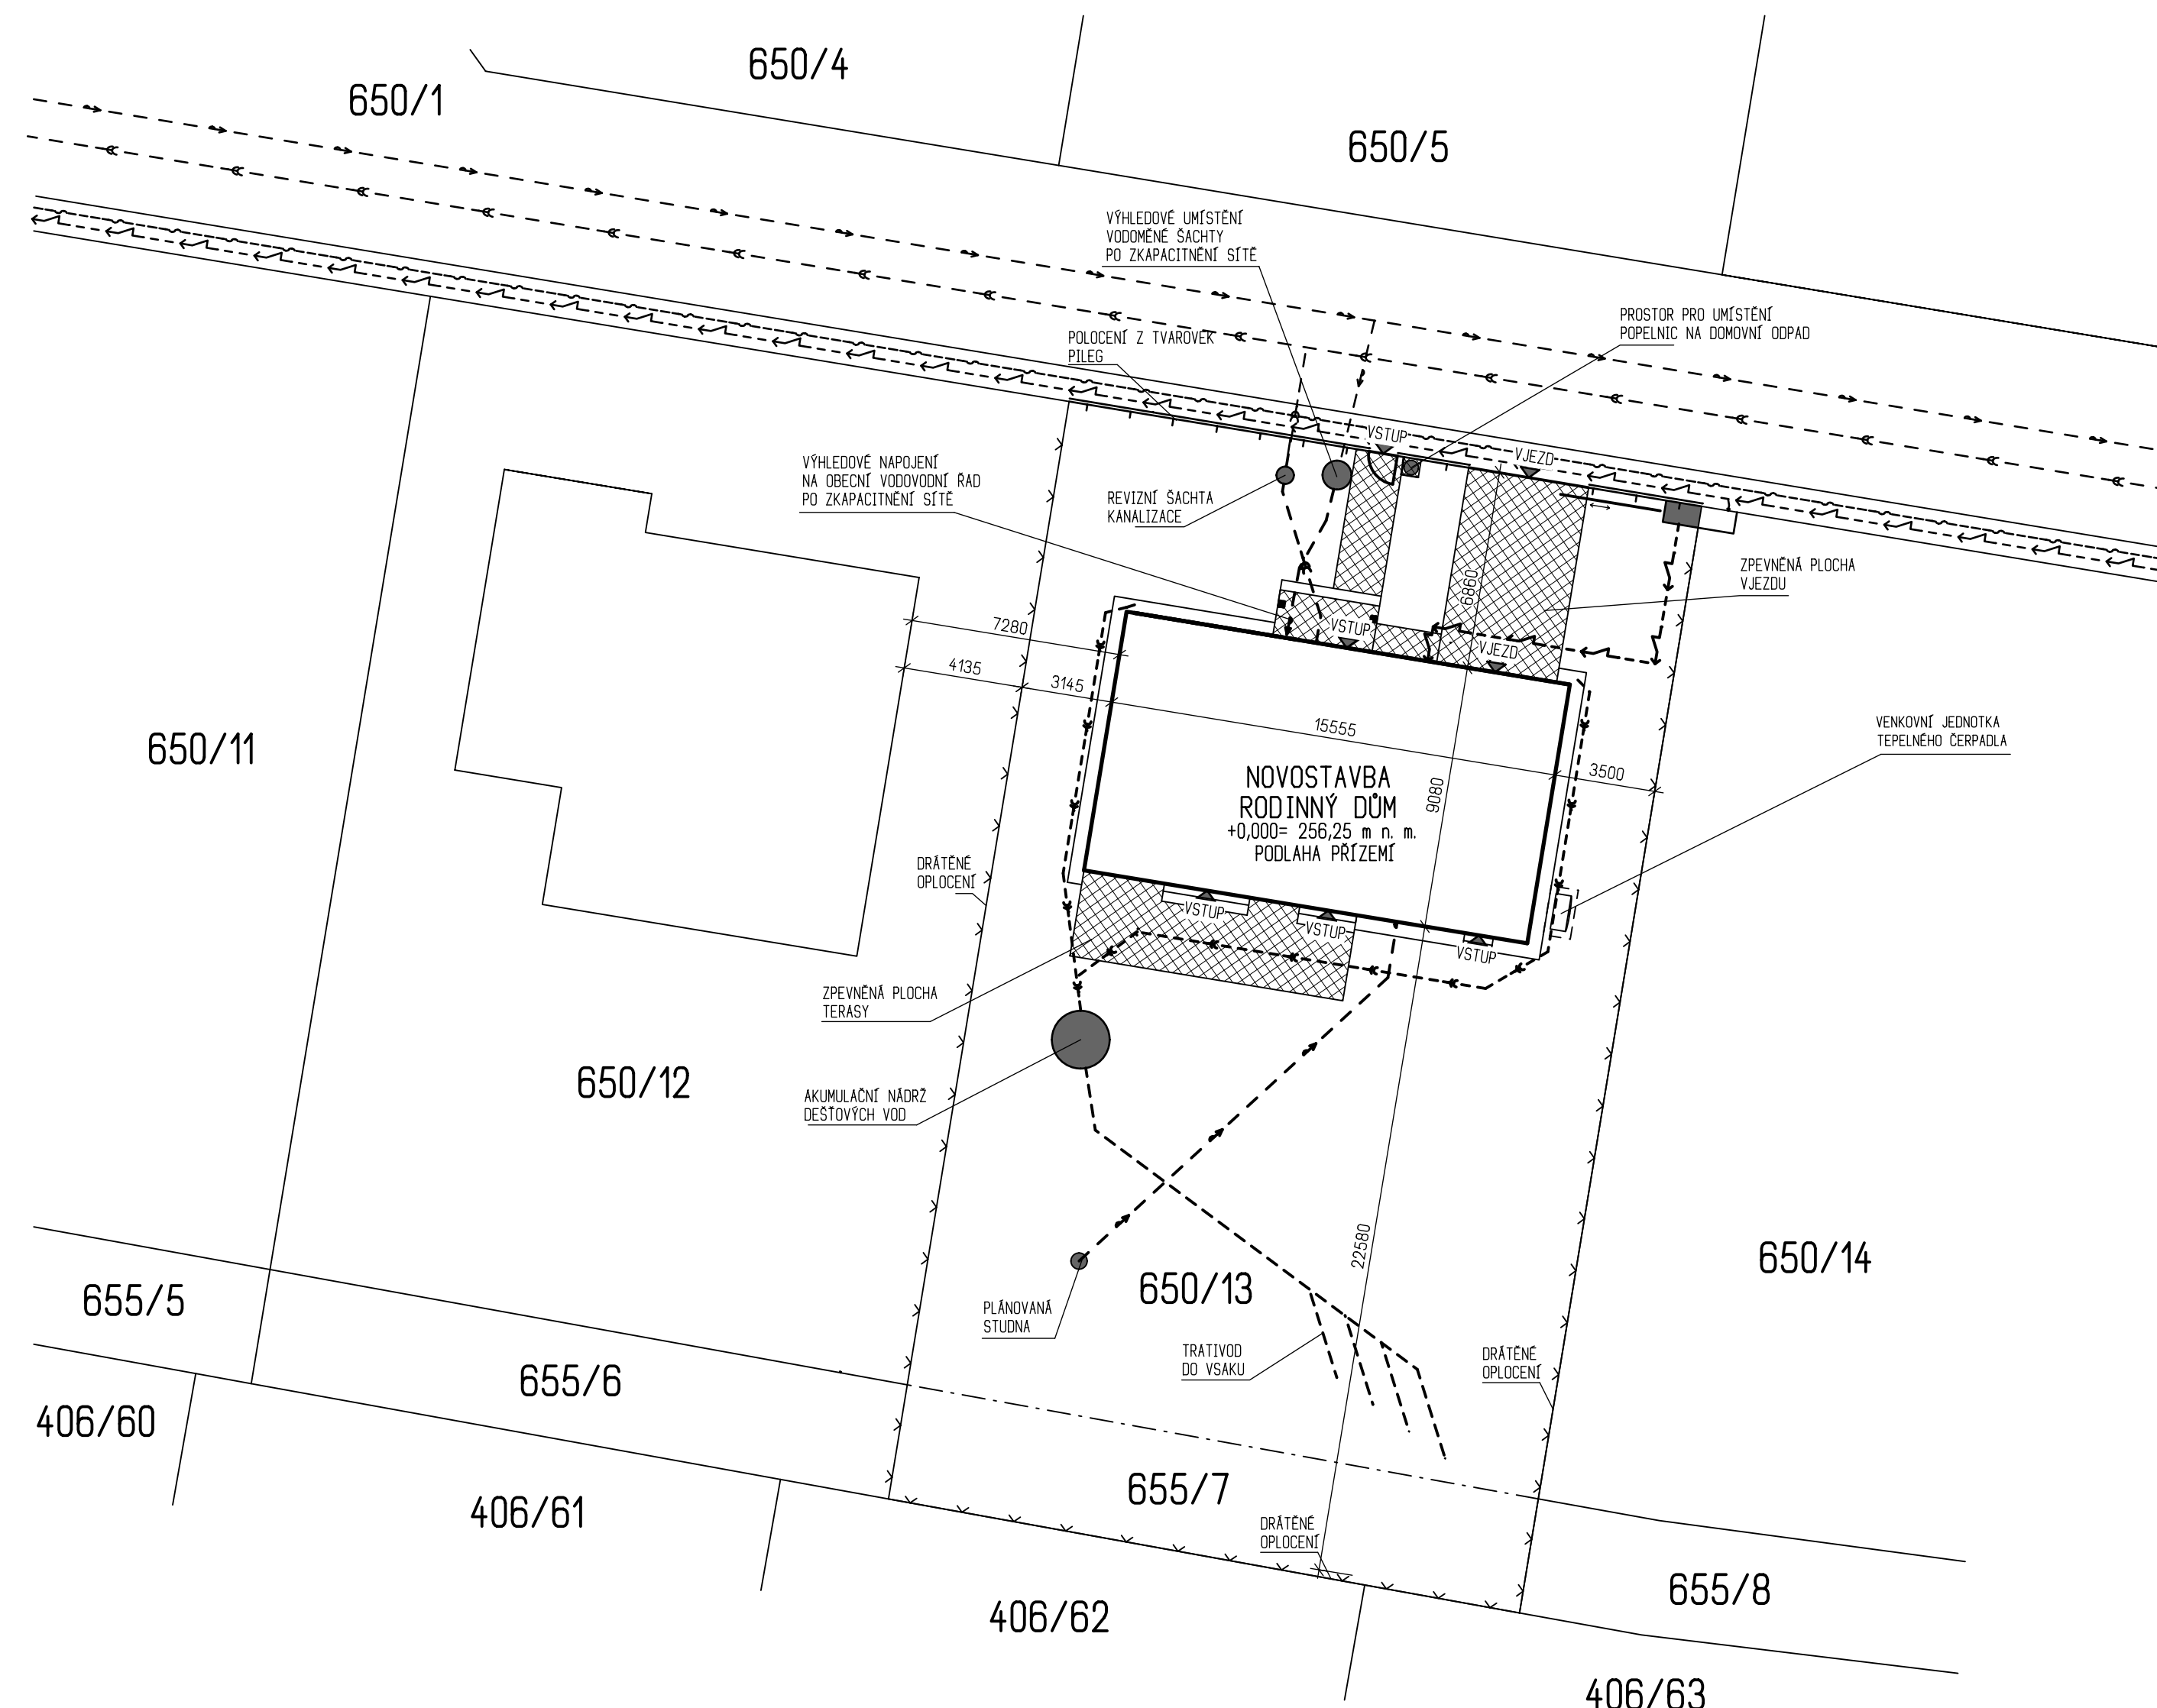 650/4
650/1
650/5
VÝHLEDOVÉ UMÍSTĚNÍ
VODOMĚNÉ ŠACHTY
PO ZKAPACITNĚNÍ SÍTĚ
PROSTOR PRO UMÍSTĚNÍ
POPELNIC NA DOMOVNÍ ODPAD
POLOCENÍ Z TVAROVEK
PILEG
VSTUP
VJEZD
VÝHLEDOVÉ NAPOJENÍ
NA OBECNÍ VODOVODNÍ ŘAD
PO ZKAPACITNĚNÍ SÍTĚ
REVIZNÍ ŠACHTA
KANALIZACE
ZPEVNĚNÁ PLOCHA
VJEZDU
6860
7280
VSTUP
VJEZD
4135
3145
15555
3500
650/11
VENKOVNÍ JEDNOTKA
TEPELNÉHO ČERPADLA
NOVOSTAVBA
RODINNÝ DŮM
+0,000= 256,25 m n. m.
PODLAHA PŘÍZEMÍ
9080
DRÁTĚNÉ
OPLOCENÍ
VSTUP
VSTUP
VSTUP
ZPEVNĚNÁ PLOCHA
TERASY
650/12
AKUMULAČNÍ NÁDRŽ
DEŠŤOVÝCH VOD
22580
650/14
650/13
655/5
PLÁNOVANÁ
STUDNA
TRATIVOD
DO VSAKU
DRÁTĚNÉ
OPLOCENÍ
655/6
406/60
655/7
406/61
DRÁTĚNÉ
OPLOCENÍ
655/8
406/62
406/63